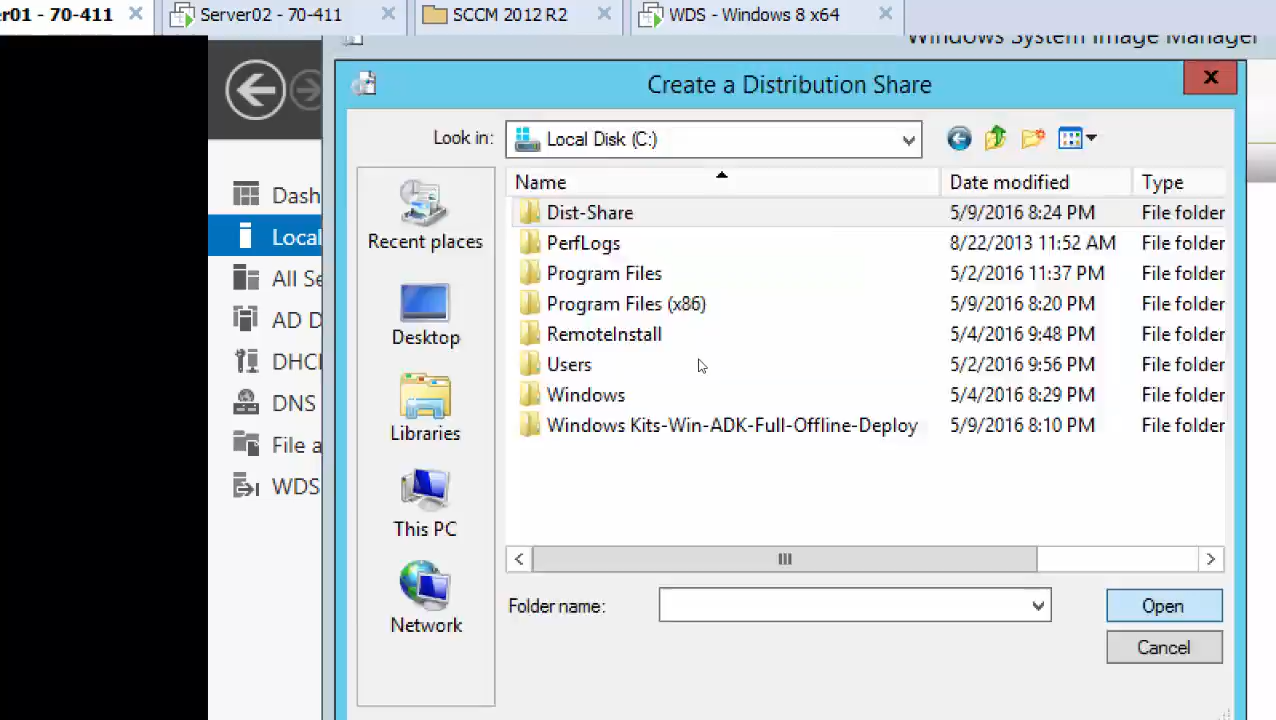 er01 - 70-411
Server02 - 70-411
SCCM 2012 R2
WDS - Windows 8 x64
Windows System Image Manager
Create a Distribution Share
Look in:
Local Disk (C:)
Dash
Local
All Se
AD D
DHC
DNS
File a
WDS
Recent places
Desktop
Libraries
This PC
Network
Name Date modified Type
Dist-Share 5/9/2016 8:24 PM File folder
PerfLogs 8/22/2013 11:52 AM File folder
Program Files 5/2/2016 11:37 PM File folder
Program Files (x86) 5/9/2016 8:20 PM File folder
RemoteInstall 5/4/2016 9:48 PM File folder
Users 5/2/2016 9:56 PM File folder
Windows 5/4/2016 8:29 PM File folder
Windows Kits-Win-ADK-Full-Offline-Deploy 5/9/2016 8:10 PM File folder
Folder name:
Open
Cancel